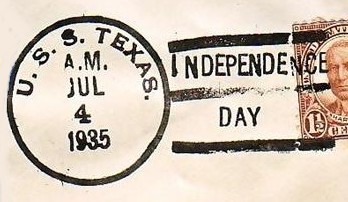 U. S. S. TEXAS.
A.M.
JUL
4
1935
INDEPENDENCE
DAY
1½